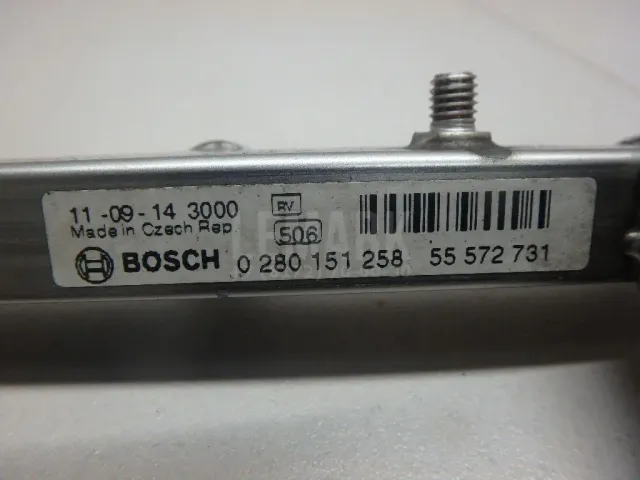 11-09-14 3000
RV
Made in Czech Rep.
506
BOSCH 0 280 151 258 55 572 731